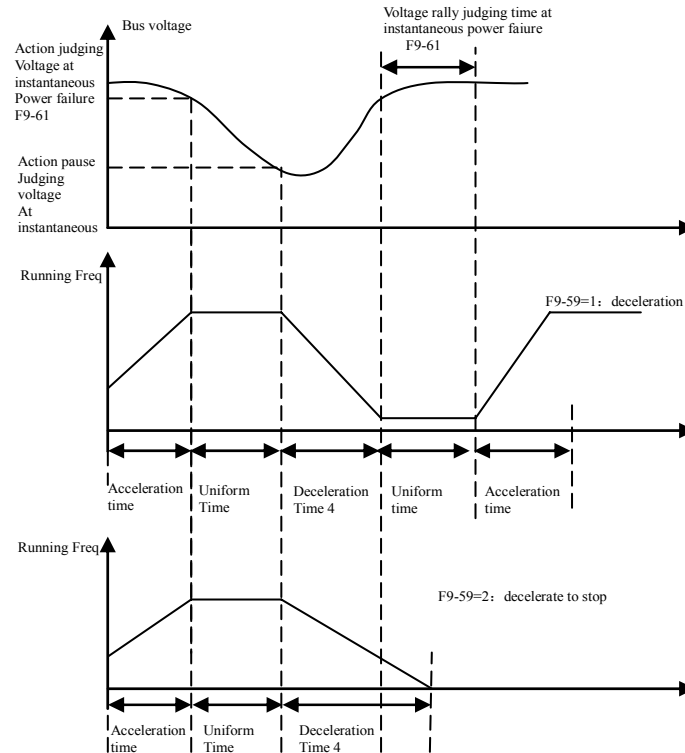 Bus voltage
Action judging
Voltage at
instantaneous
Power failure
F9-61
Action pause
Judging
voltage
At
instantaneous
Voltage rally judging time at
instantaneous power faiure
F9-61
Running Freq
F9-59=1: deceleration
Acceleration
time
Uniform
Time
Deceleration
Time 4
Uniform
time
Acceleration
time
Running Freq
F9-59=2: decelerate to stop
Acceleration
time
Uniform
Time
Deceleration
Time 4